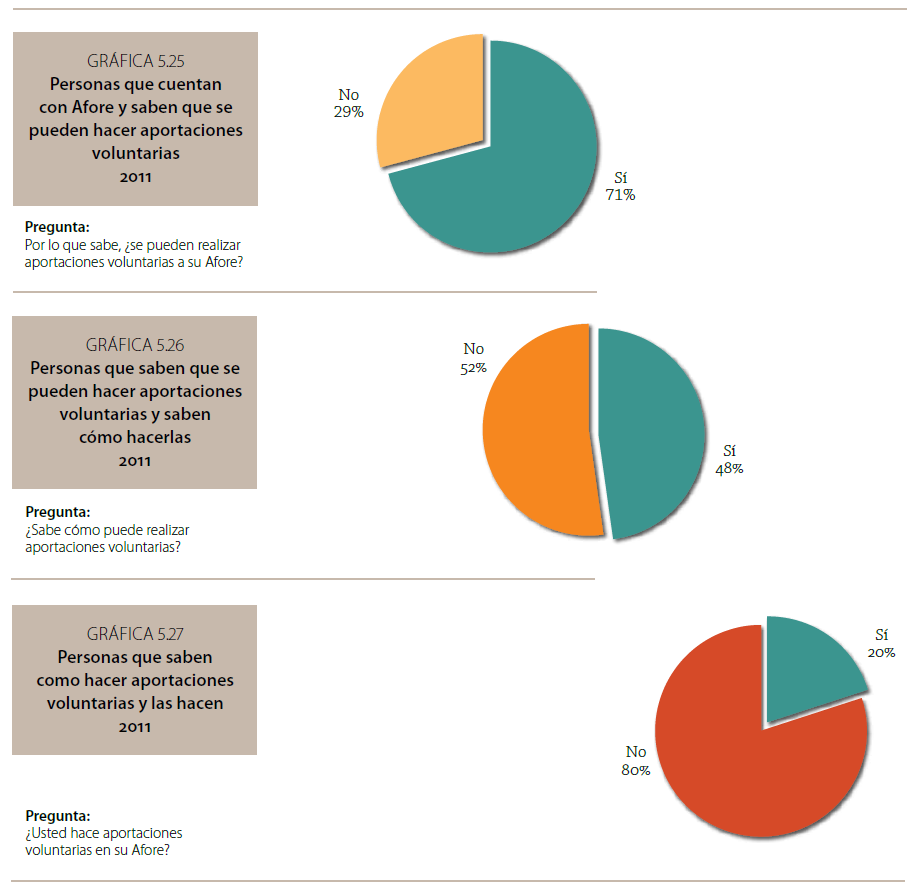 GRÁFICA 5.25
Personas que cuentan
con Afore y saben que se
pueden hacer aportaciones
voluntarias
2011
Pregunta:
Por lo que sabe, ¿se pueden realizar
aportaciones voluntarias a su Afore?
No
29%
Sí
71%
GRÁFICA 5.26
Personas que saben que se
pueden hacer aportaciones
voluntarias y saben
cómo hacerlas
2011
Pregunta:
¿Sabe cómo puede realizar
aportaciones voluntarias?
No
52%
Sí
48%
GRÁFICA 5.27
Personas que saben
como hacer aportaciones
voluntarias y las hacen
2011
Pregunta:
¿Usted hace aportaciones
voluntarias en su Afore?
Sí
20%
No
80%